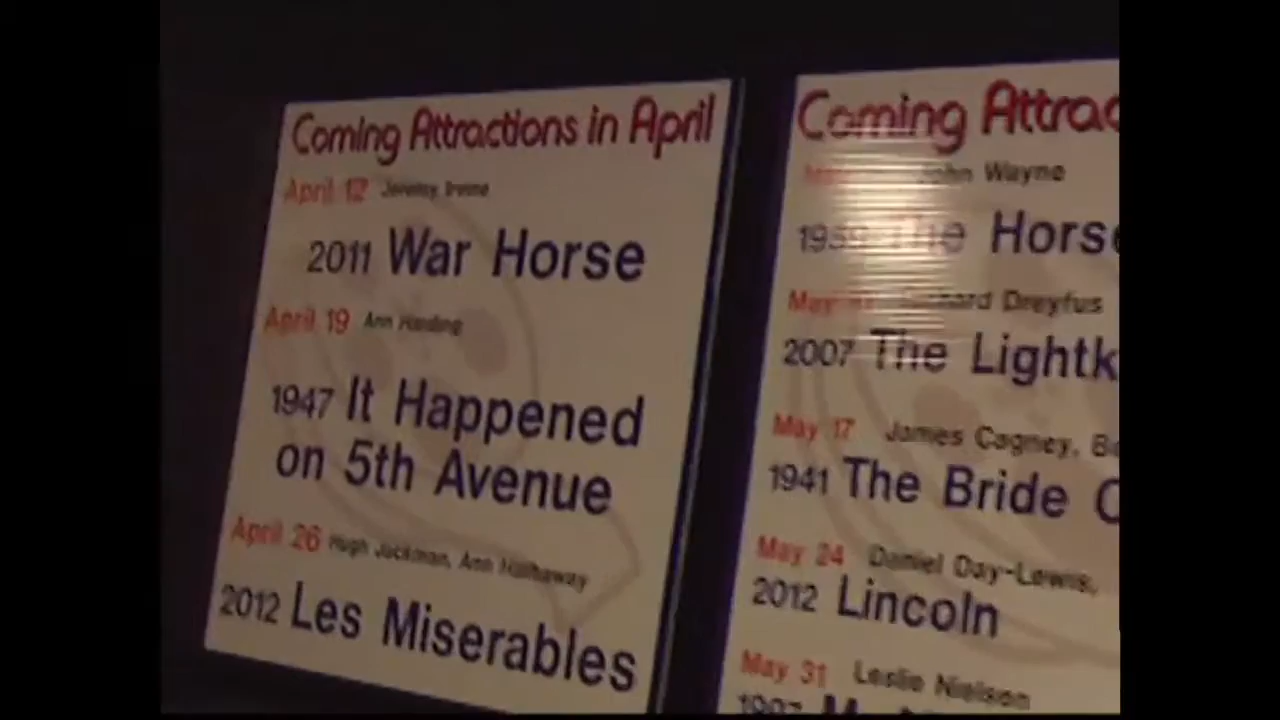 Coming Attractions in April
April 12 Jeremy Irvine
2011 War Horse
April 19 Ann Harding
1947 It Happened
on 5th Avenue
April 26 Hugh Jackman, Ann Hathaway
2012 Les Miserables
Coming Attrac
John Wayne
1959 The Horse
May Richard Dreyfus
2007 The Lightk
May 17 James Cagney, Be
1941 The Bride C
May 24 Daniel Day-Lewis,
2012 Lincoln
May 31 Leslie Nielson